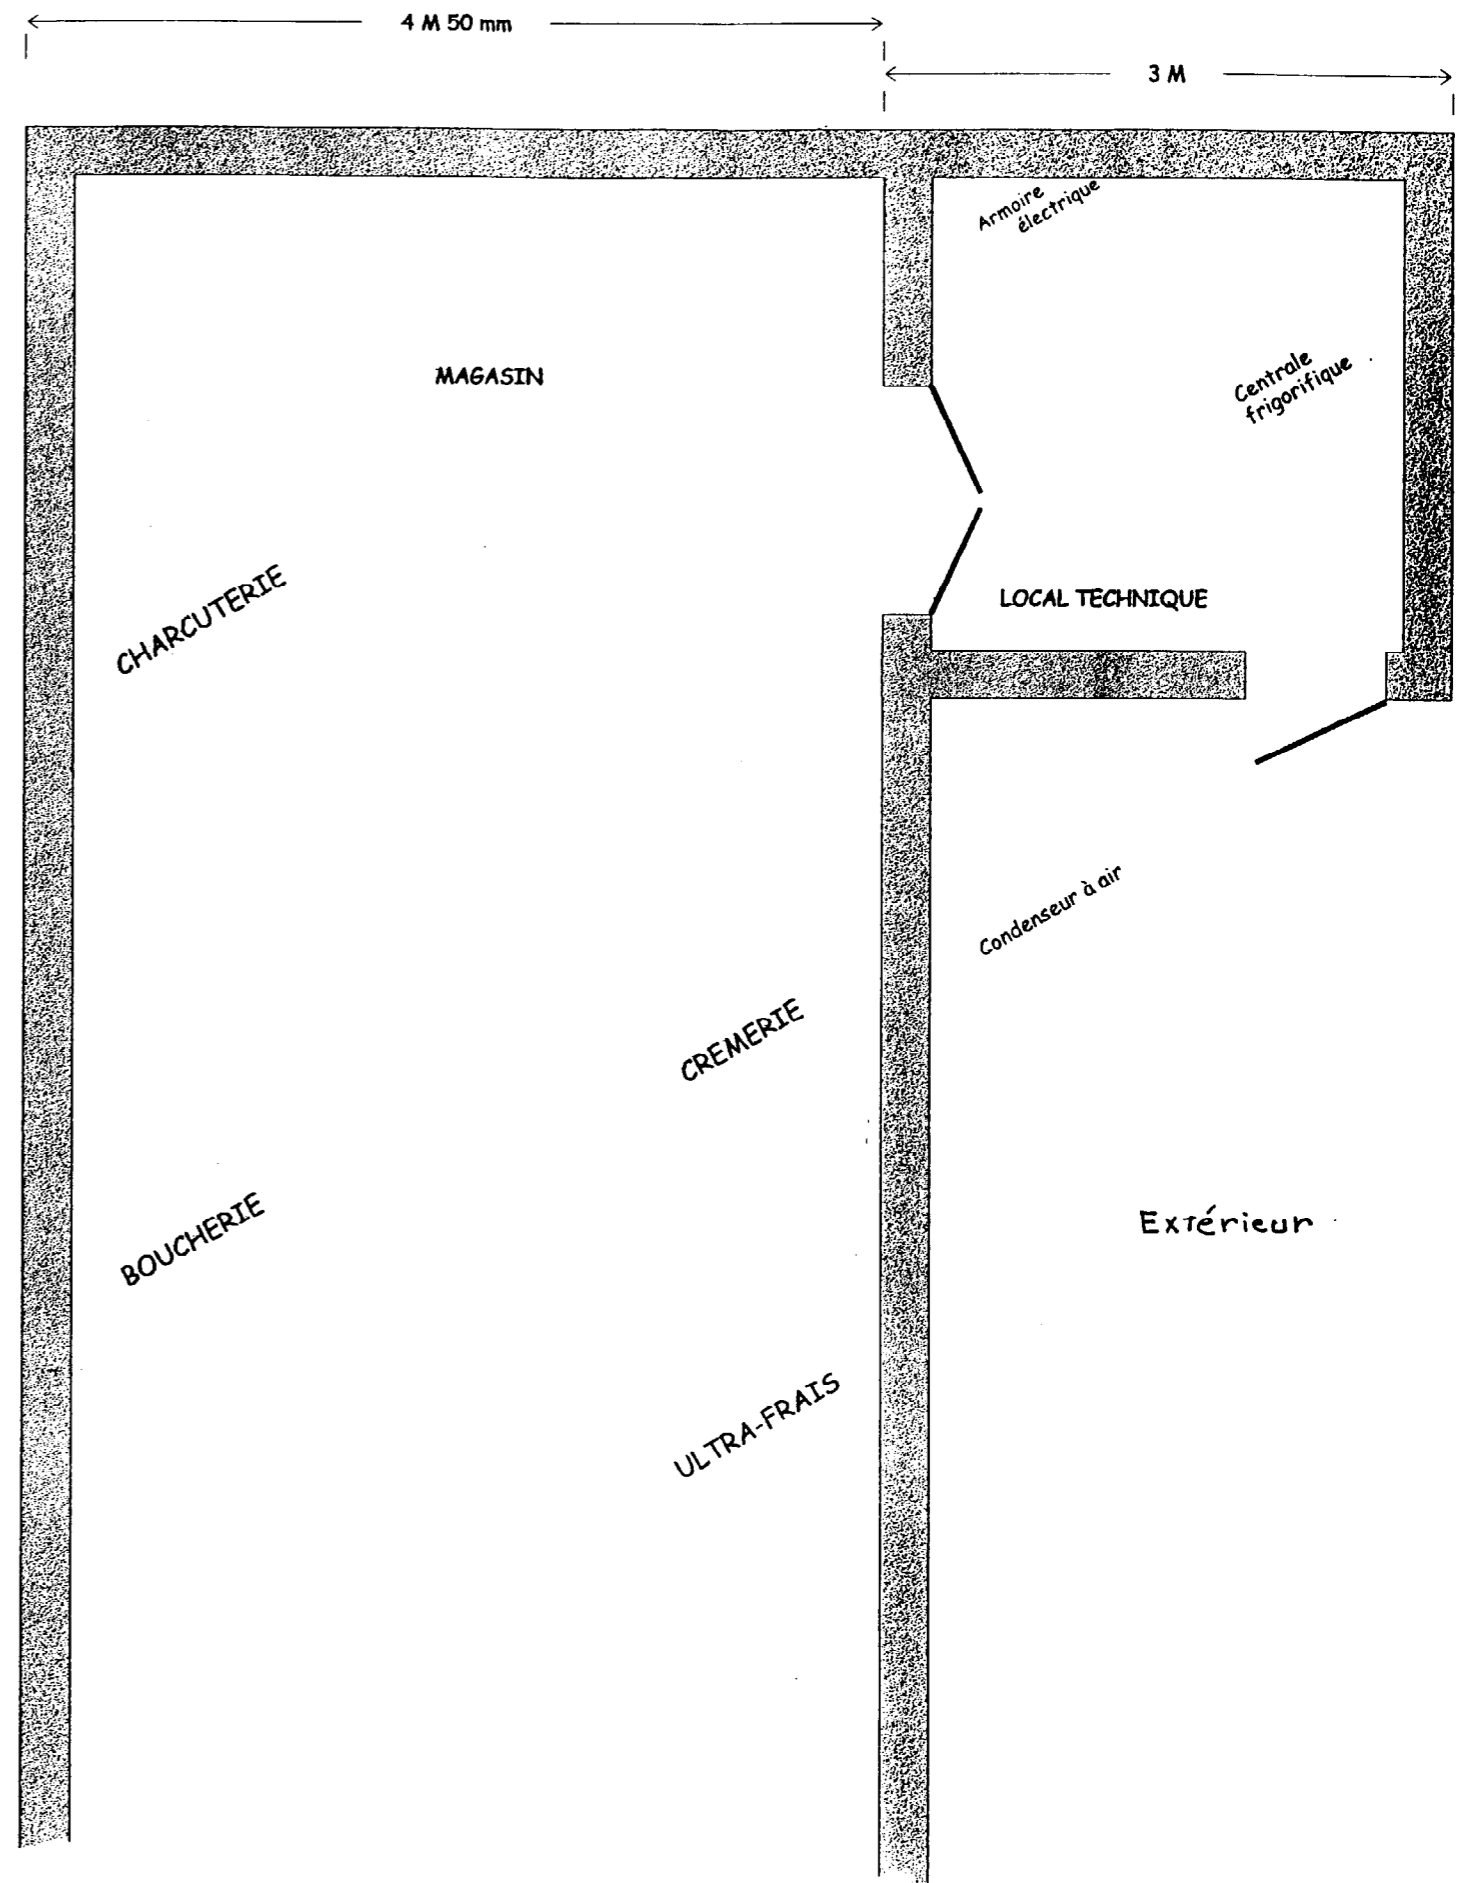 4 M 50 mm
3 M
Armoire
électrique
MAGASIN
Centrale
frigorifique
CHARCUTERIE
LOCAL TECHNIQUE
Condenseur à air
CREMERIE
BOUCHERIE
Extérieur
ULTRA-FRAIS